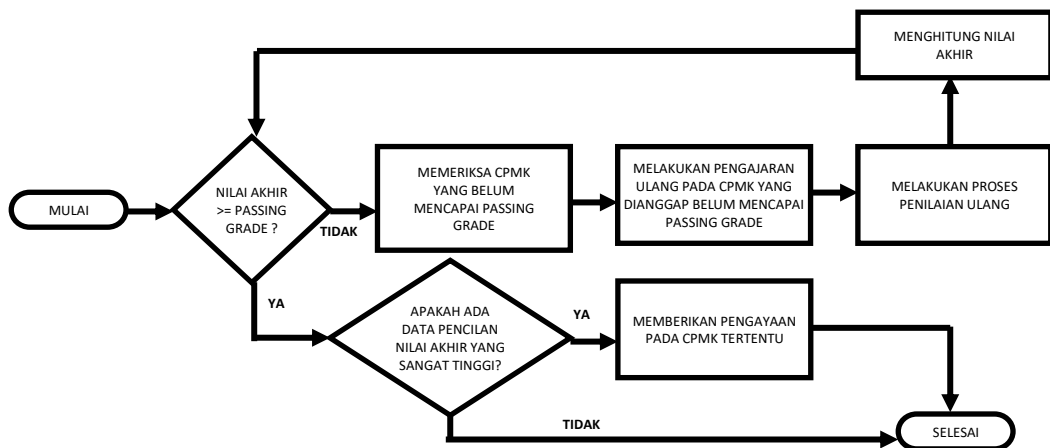 MENGHITUNG NILAI
AKHIR
MULAI
NILAI AKHIR
>= PASSING
GRADE ?
TIDAK
MEMERIKSA CPMK
YANG BELUM
MENCAPAI PASSING
GRADE
MELAKUKAN PENGAJARAN
ULANG PADA CPMK YANG
DIANGGAP BELUM MENCAPAI
PASSING GRADE
MELAKUKAN PROSES
PENILAIAN ULANG
YA
APAKAH ADA
DATA PENCILAN
NILAI AKHIR YANG
SANGAT TINGGI?
YA
MEMBERIKAN PENGAYAAN
PADA CPMK TERTENTU
TIDAK
SELESAI